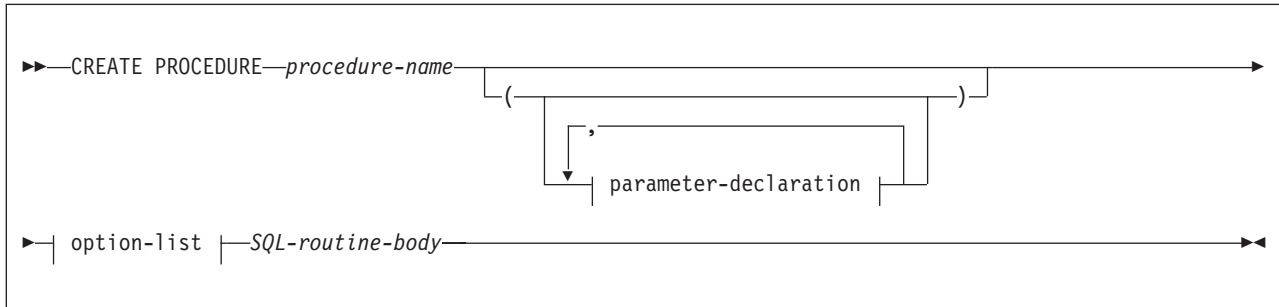 CREATE PROCEDURE procedure-name
( )
,
parameter-declaration
option-list SQL-routine-body